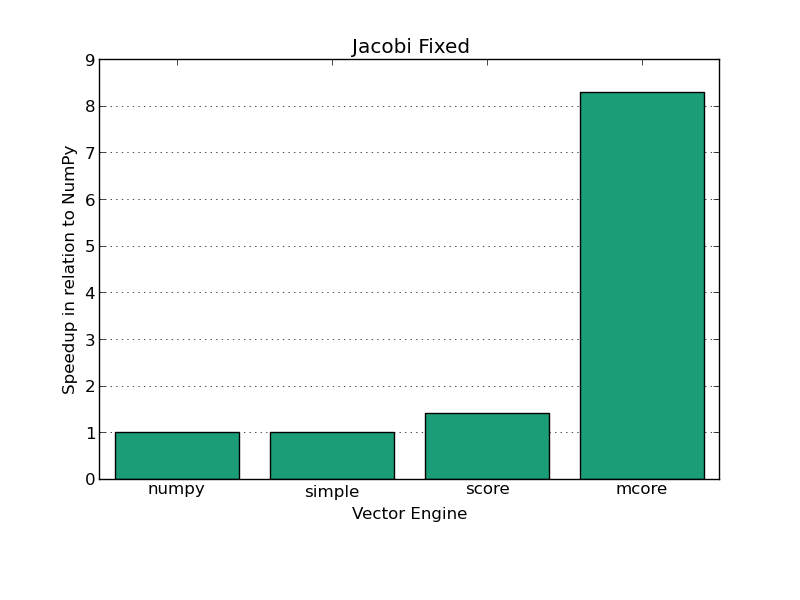 Jacobi Fixed
Speedup in relation to NumPy
9
8
7
6
5
4
3
2
1
0
numpy simple score mcore
Vector Engine